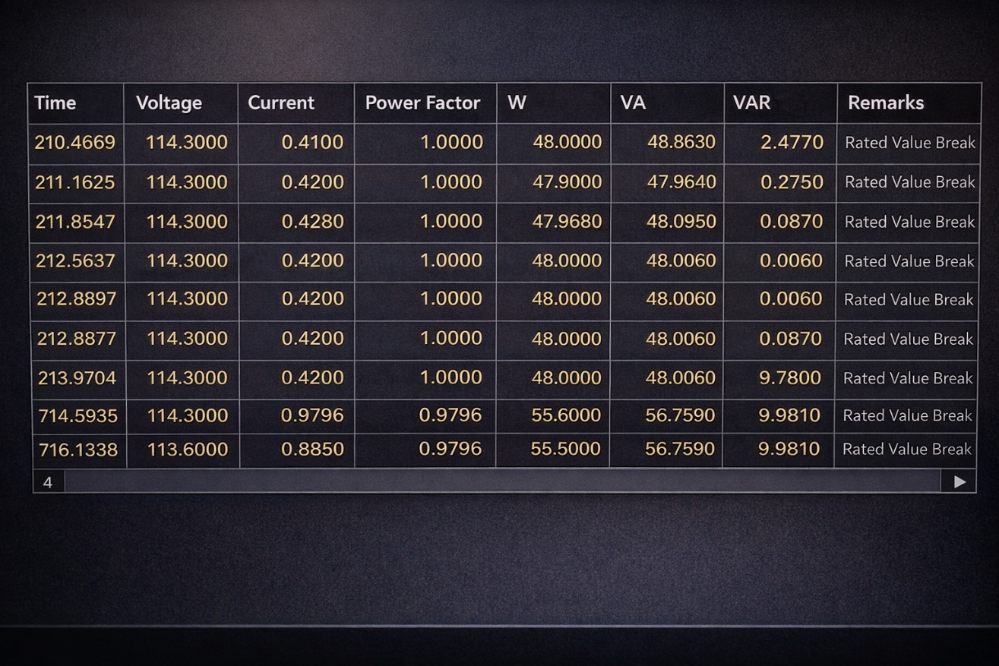 Time Voltage Current Power Factor W VA VAR Remarks
210.4669 114.3000 0.4100 1.0000 48.0000 48.8630 2.4770 Rated Value Break
211.1625 114.3000 0.4200 1.0000 47.9000 47.9640 0.2750 Rated Value Break
211.8547 114.3000 0.4280 1.0000 47.9680 48.0950 0.0870 Rated Value Break
212.5637 114.3000 0.4200 1.0000 48.0000 48.0060 0.0060 Rated Value Break
212.8897 114.3000 0.4200 1.0000 48.0000 48.0060 0.0060 Rated Value Break
212.8877 114.3000 0.4200 1.0000 48.0000 48.0060 0.0870 Rated Value Break
213.9704 114.3000 0.4200 1.0000 48.0000 48.0060 9.7800 Rated Value Break
714.5935 114.3000 0.9796 0.9796 55.6000 56.7590 9.9810 Rated Value Break
716.1338 113.6000 0.8850 0.9796 55.5000 56.7590 9.9810 Rated Value Break
4